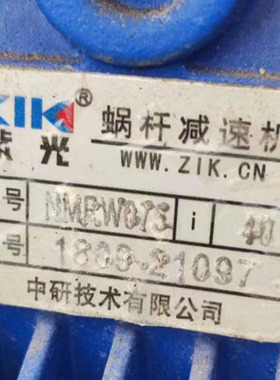 ZIK® 蜗杆减速机
紫光 WWW.ZIK.CN
号 NMRW075 i 40
号 1809-21097
中研技术有限公司